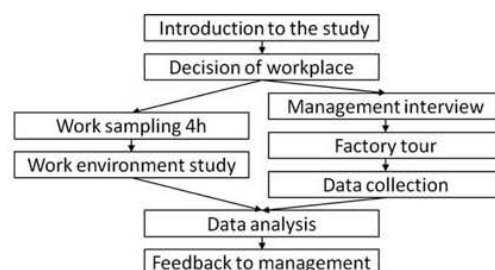 Introduction to the study
Decision of workplace
Management interview
Work sampling 4h
Factory tour
Work environment study
Data collection
Data analysis
Feedback to management